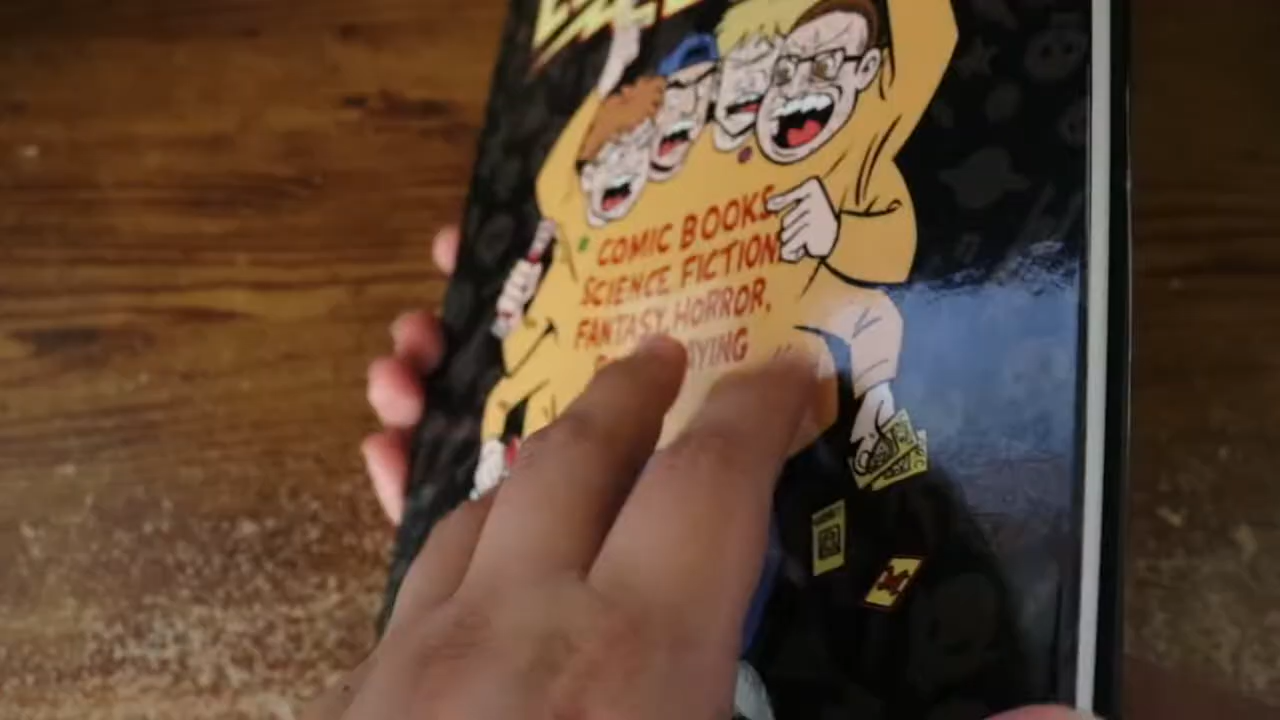 COMIC BOOKS,
SCIENCE FICTION,
FANTASY, HORROR,